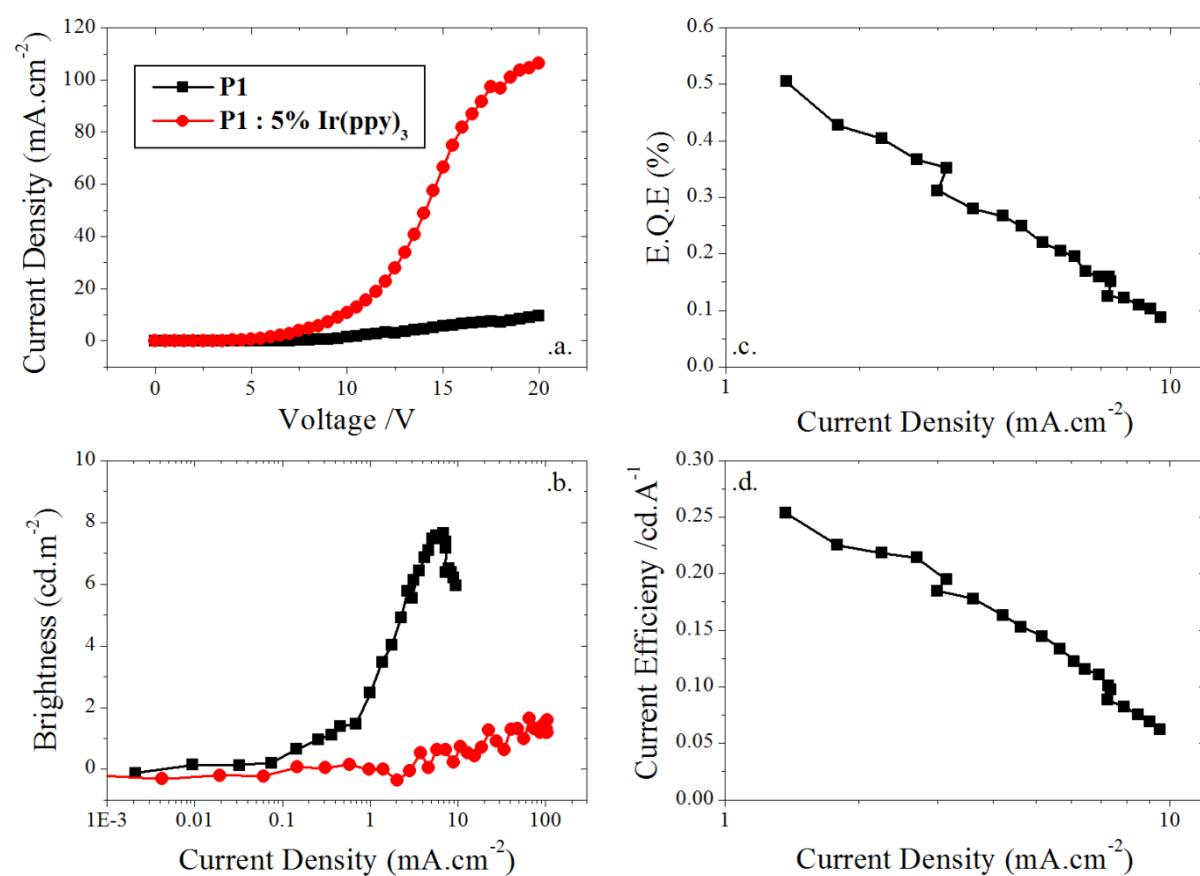 Current Density (mA.cm⁻²)
120
100
80
60
40
20
0
P1
P1 : 5% Ir(ppy)₃
.a.
0 5 10 15 20
Voltage /V
E.Q.E (%)
0.6
0.5
0.4
0.3
0.2
0.1
0.0
.c.
1 10
Current Density (mA.cm⁻²)
Brightness (cd.m⁻²)
10
8
6
4
2
0
.b.
1E-3 0.01 0.1 1 10 100
Current Density (mA.cm⁻²)
Current Efficieny /cd.A⁻¹
0.30
0.25
0.20
0.15
0.10
0.05
0.00
.d.
1 10
Current Density (mA.cm⁻²)